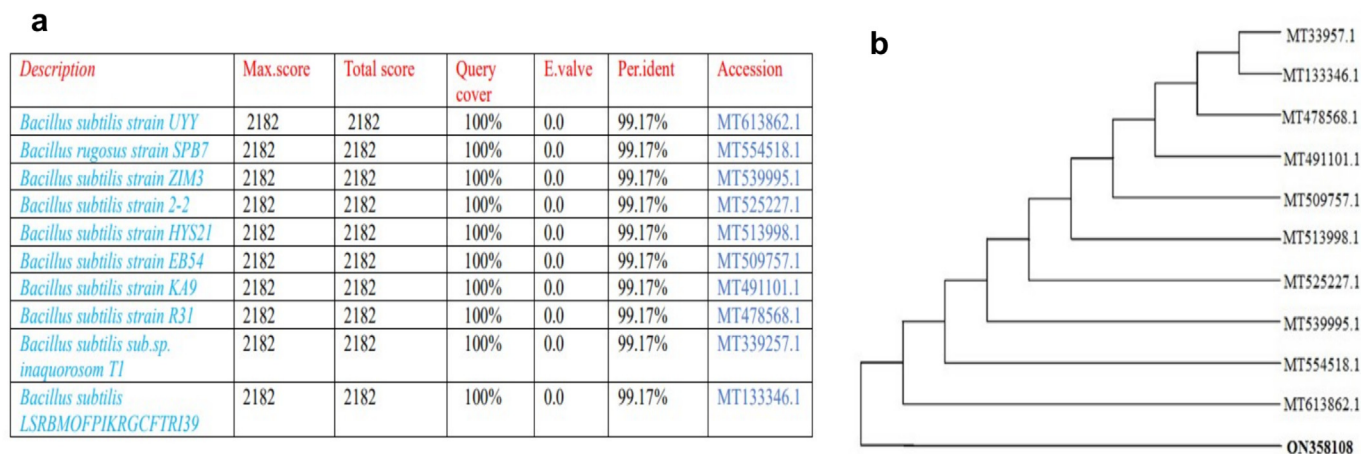 a
Description Max.score Total score Query cover E.valve Per.ident Accession
Bacillus subtilis strain UYY 2182 2182 100% 0.0 99.17% MT613862.1
Bacillus rugosus strain SPB7 2182 2182 100% 0.0 99.17% MT554518.1
Bacillus subtilis strain ZIM3 2182 2182 100% 0.0 99.17% MT539995.1
Bacillus subtilis strain 2-2 2182 2182 100% 0.0 99.17% MT525227.1
Bacillus subtilis strain HYS21 2182 2182 100% 0.0 99.17% MT513998.1
Bacillus subtilis strain EB54 2182 2182 100% 0.0 99.17% MT509757.1
Bacillus subtilis strain KA9 2182 2182 100% 0.0 99.17% MT491101.1
Bacillus subtilis strain R31 2182 2182 100% 0.0 99.17% MT478568.1
Bacillus subtilis sub.sp. 2182 2182 100% 0.0 99.17% MT339257.1
inaquorosom T1
Bacillus subtilis 2182 2182 100% 0.0 99.17% MT133346.1
LSRBMOFPIKRGCFTRI39
b
MT33957.1
MT133346.1
MT478568.1
MT491101.1
MT509757.1
MT513998.1
MT525227.1
MT539995.1
MT554518.1
MT613862.1
ON358108